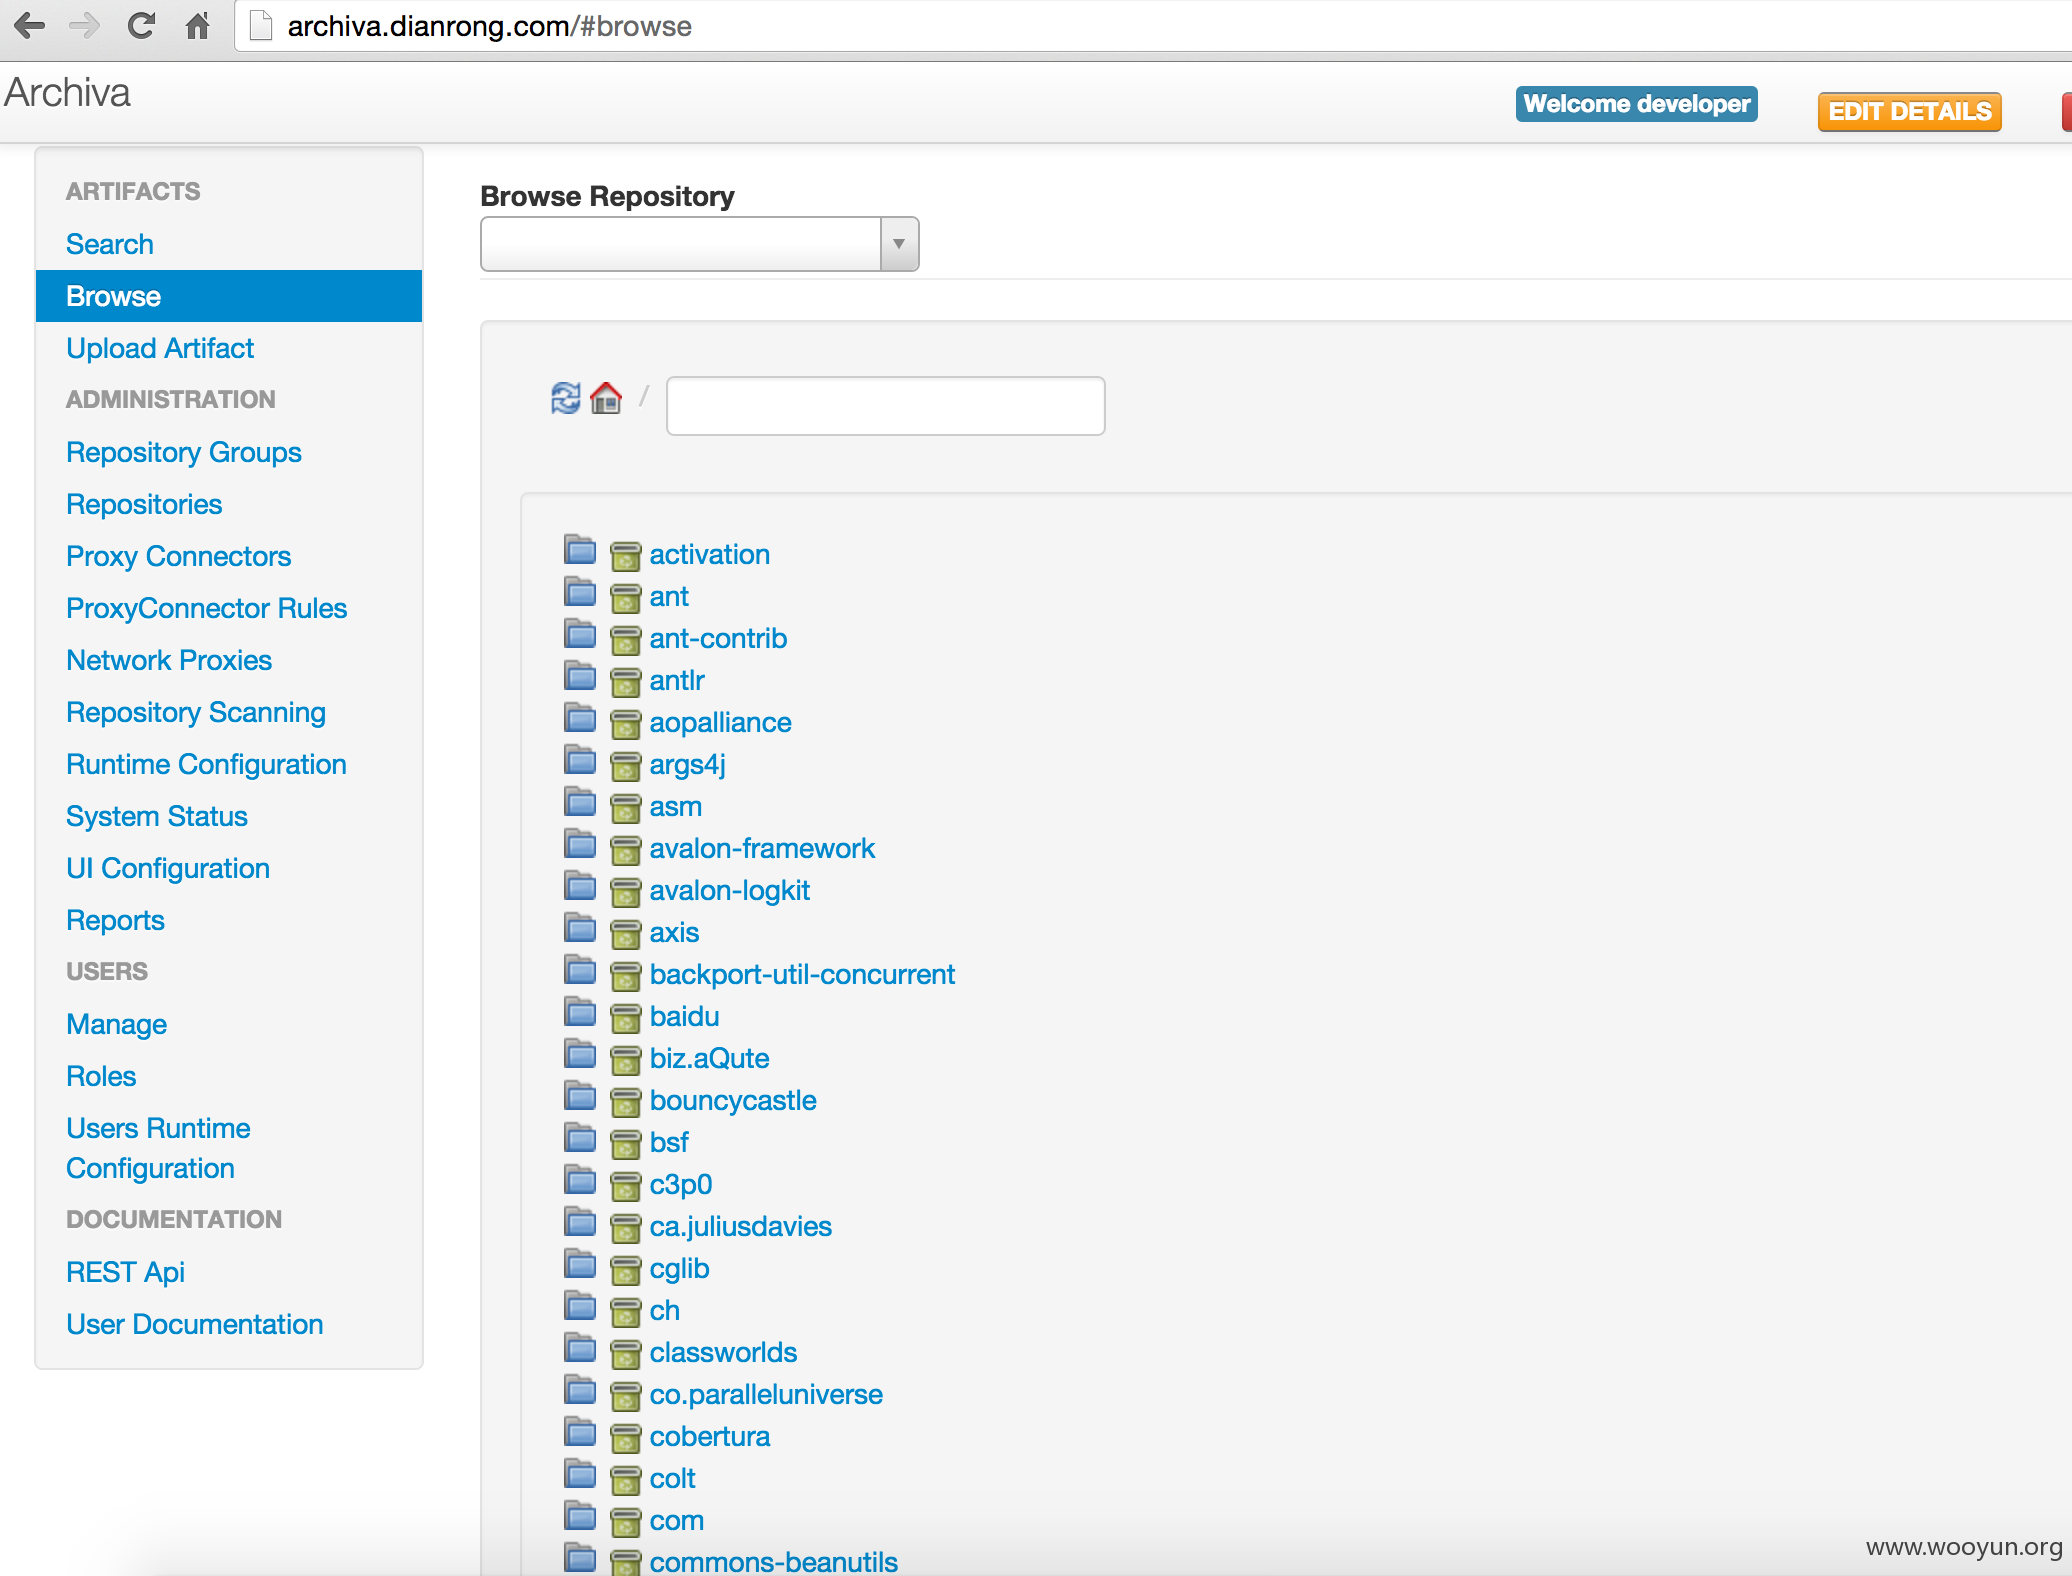 archiva.dianrong.com/#browse
Archiva
Welcome developer
EDIT DETAILS
ARTIFACTS
Search
Browse
Upload Artifact
ADMINISTRATION
Repository Groups
Repositories
Proxy Connectors
ProxyConnector Rules
Network Proxies
Repository Scanning
Runtime Configuration
System Status
UI Configuration
Reports
USERS
Manage
Roles
Users Runtime
Configuration
DOCUMENTATION
REST Api
User Documentation
Browse Repository
/
activation
ant
ant-contrib
antlr
aopalliance
args4j
asm
avalon-framework
avalon-logkit
axis
backport-util-concurrent
baidu
biz.aQute
bouncycastle
bsf
c3p0
ca.juliusdavies
cglib
ch
classworlds
co.paralleluniverse
cobertura
colt
com
commons-beanutils
www.wooyun.org